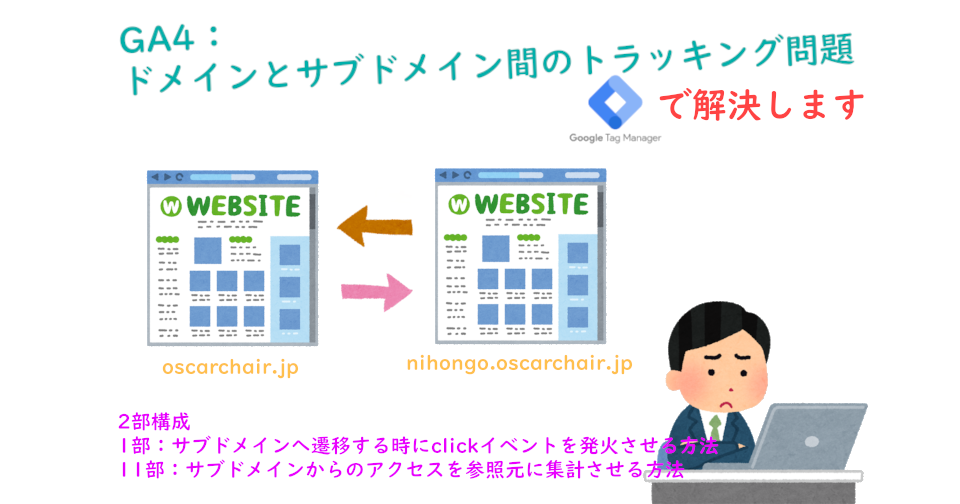 GA4：
ドメインとサブドメイン間のトラッキング問題
で解決します
Google Tag Manager
W WEBSITE
W WEBSITE
oscarchair.jp
nihongo.oscarchair.jp
2部構成
1部：サブドメインへ遷移する時にclickイベントを発火させる方法
11部：サブドメインからのアクセスを参照元に集計させる方法